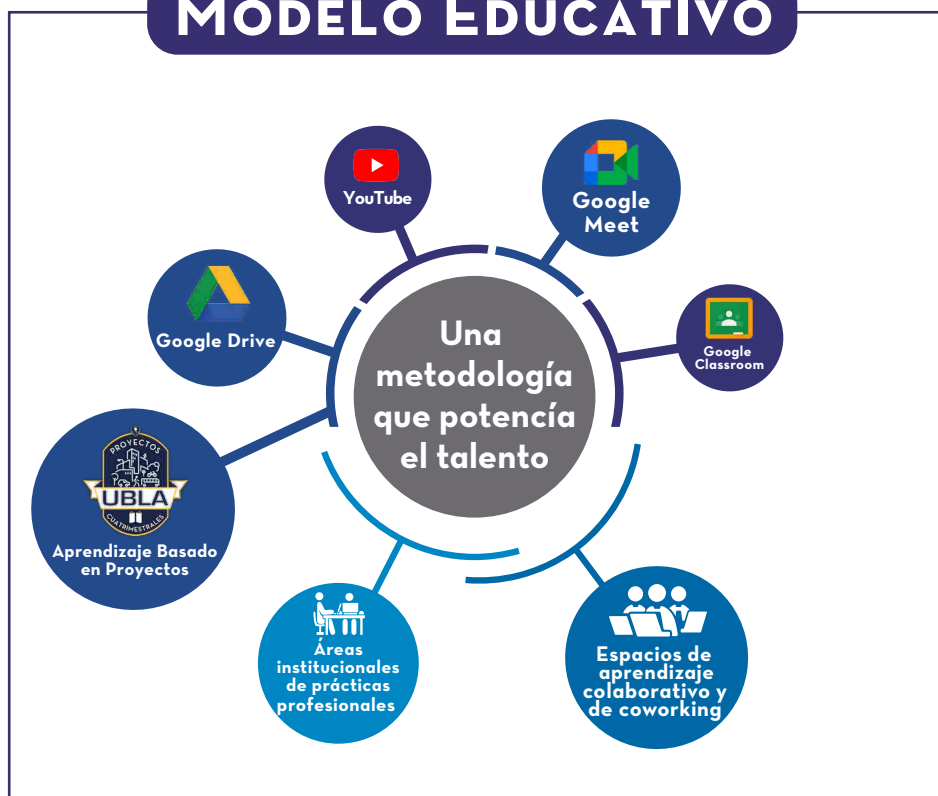 MODELO EDUCATIVO
YouTube
Google
Meet
Google Drive
Google
Classroom
Una
metodología
que potencía
el talento
PROYECTOS
UBLA
CUATRIMESTRALES
Aprendizaje Basado
en Proyectos
Áreas
institucionales
de prácticas
profesionales
Espacios de
aprendizaje
colaborativo y
de coworking